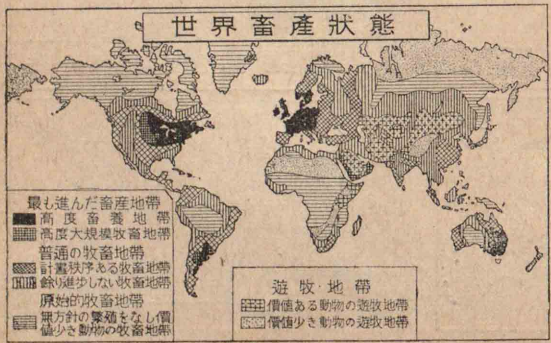 世界畜產狀態
最も進んだ畜産地帶
高度畜養地帶
高度大規模牧畜地帶
普通の牧畜地帶
計畫秩序ある牧畜地帶
餘り進步しない牧畜地帶
原始的牧畜地帶
無方針の繁殖をなし價
値少き動物の牧畜地帶
遊牧地帶
價値ある動物の遊牧地帶
價値少き動物の遊牧地帶